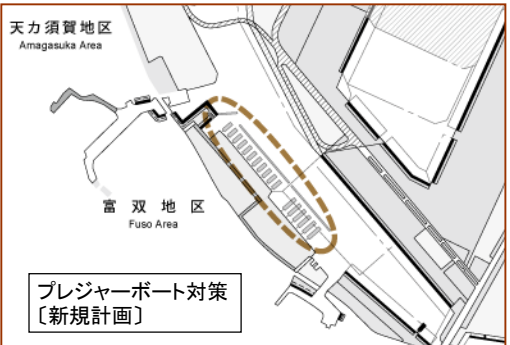 天カ須賀地区
Amagasuka Area
富双地区
Fuso Area
プレジャーボート対策
〔新規計画〕